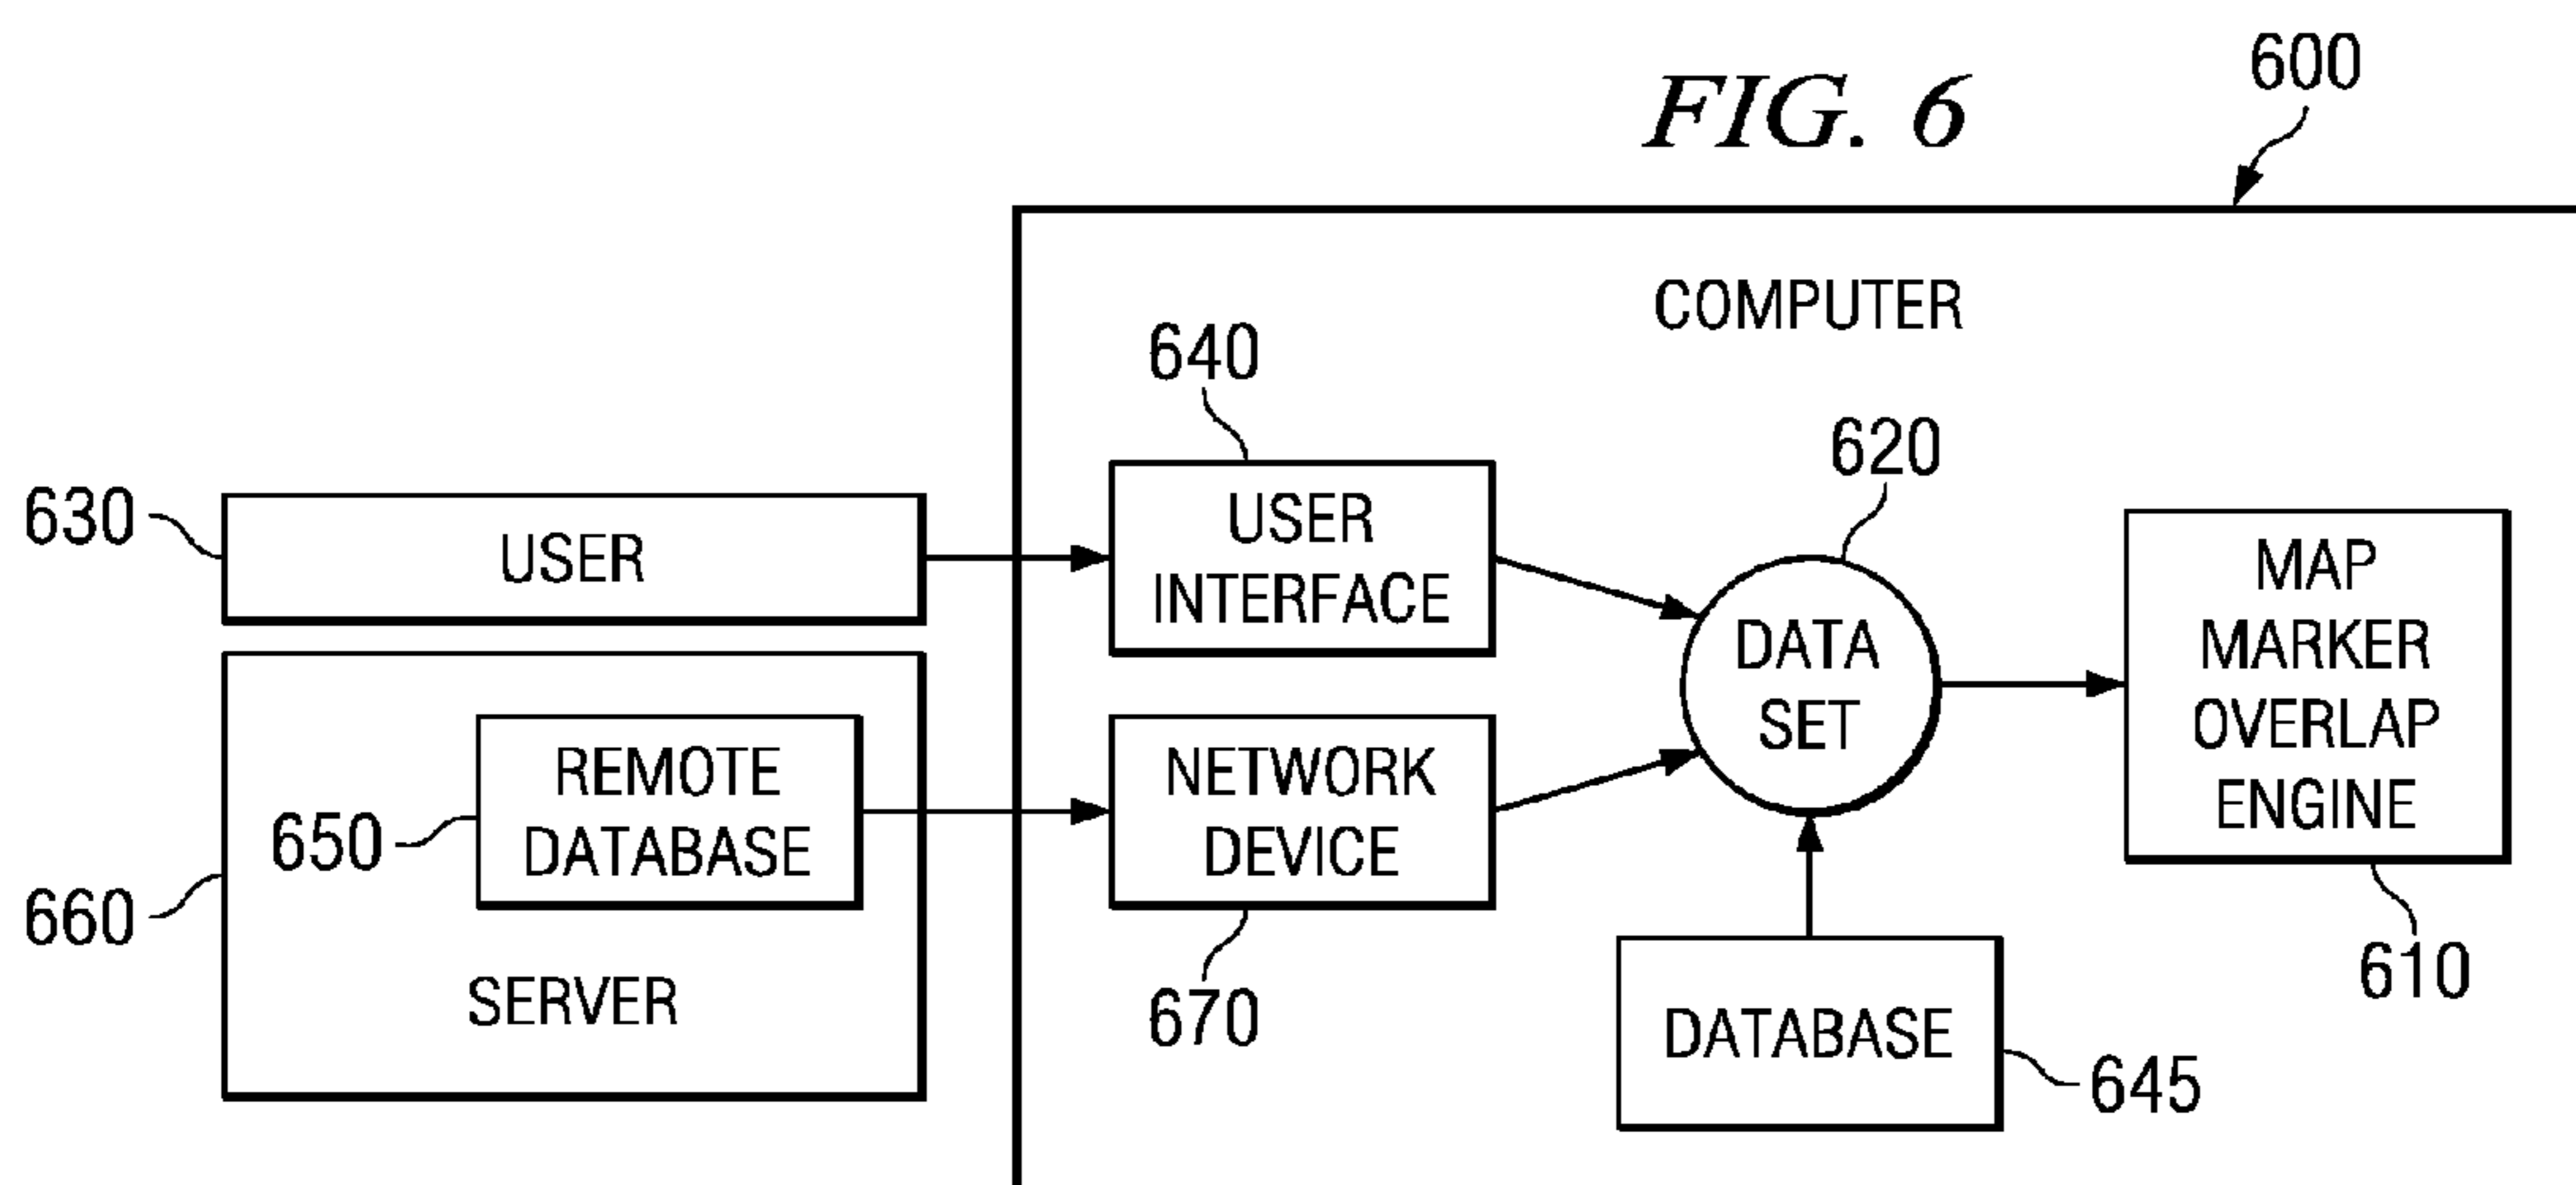 FIG. 6
600
COMPUTER
640
620
630
USER
USER
INTERFACE
DATA
SET
MAP
MARKER
OVERLAP
ENGINE
REMOTE
DATABASE
NETWORK
DEVICE
650
660
SERVER
670
DATABASE
610
645